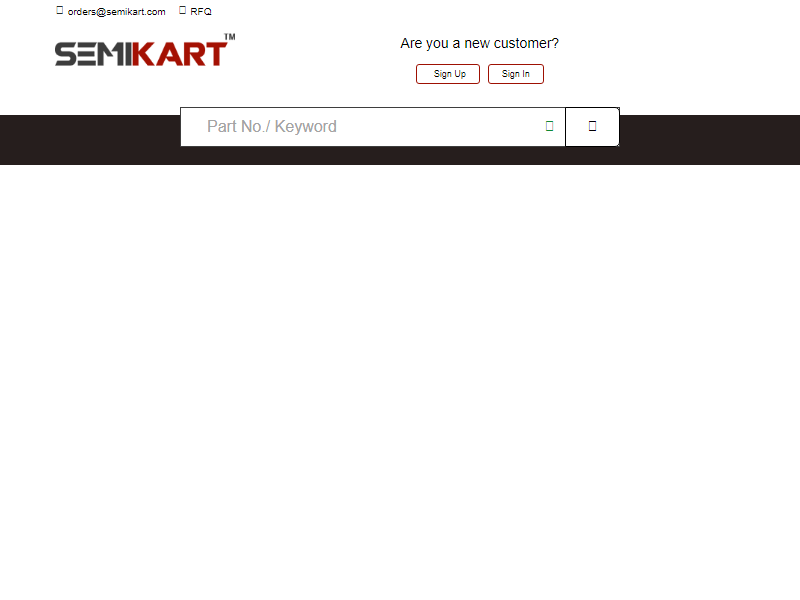 orders@semikart.com RFQ
SEMIKART™
Are you a new customer?
Sign Up Sign In
Part No./ Keyword